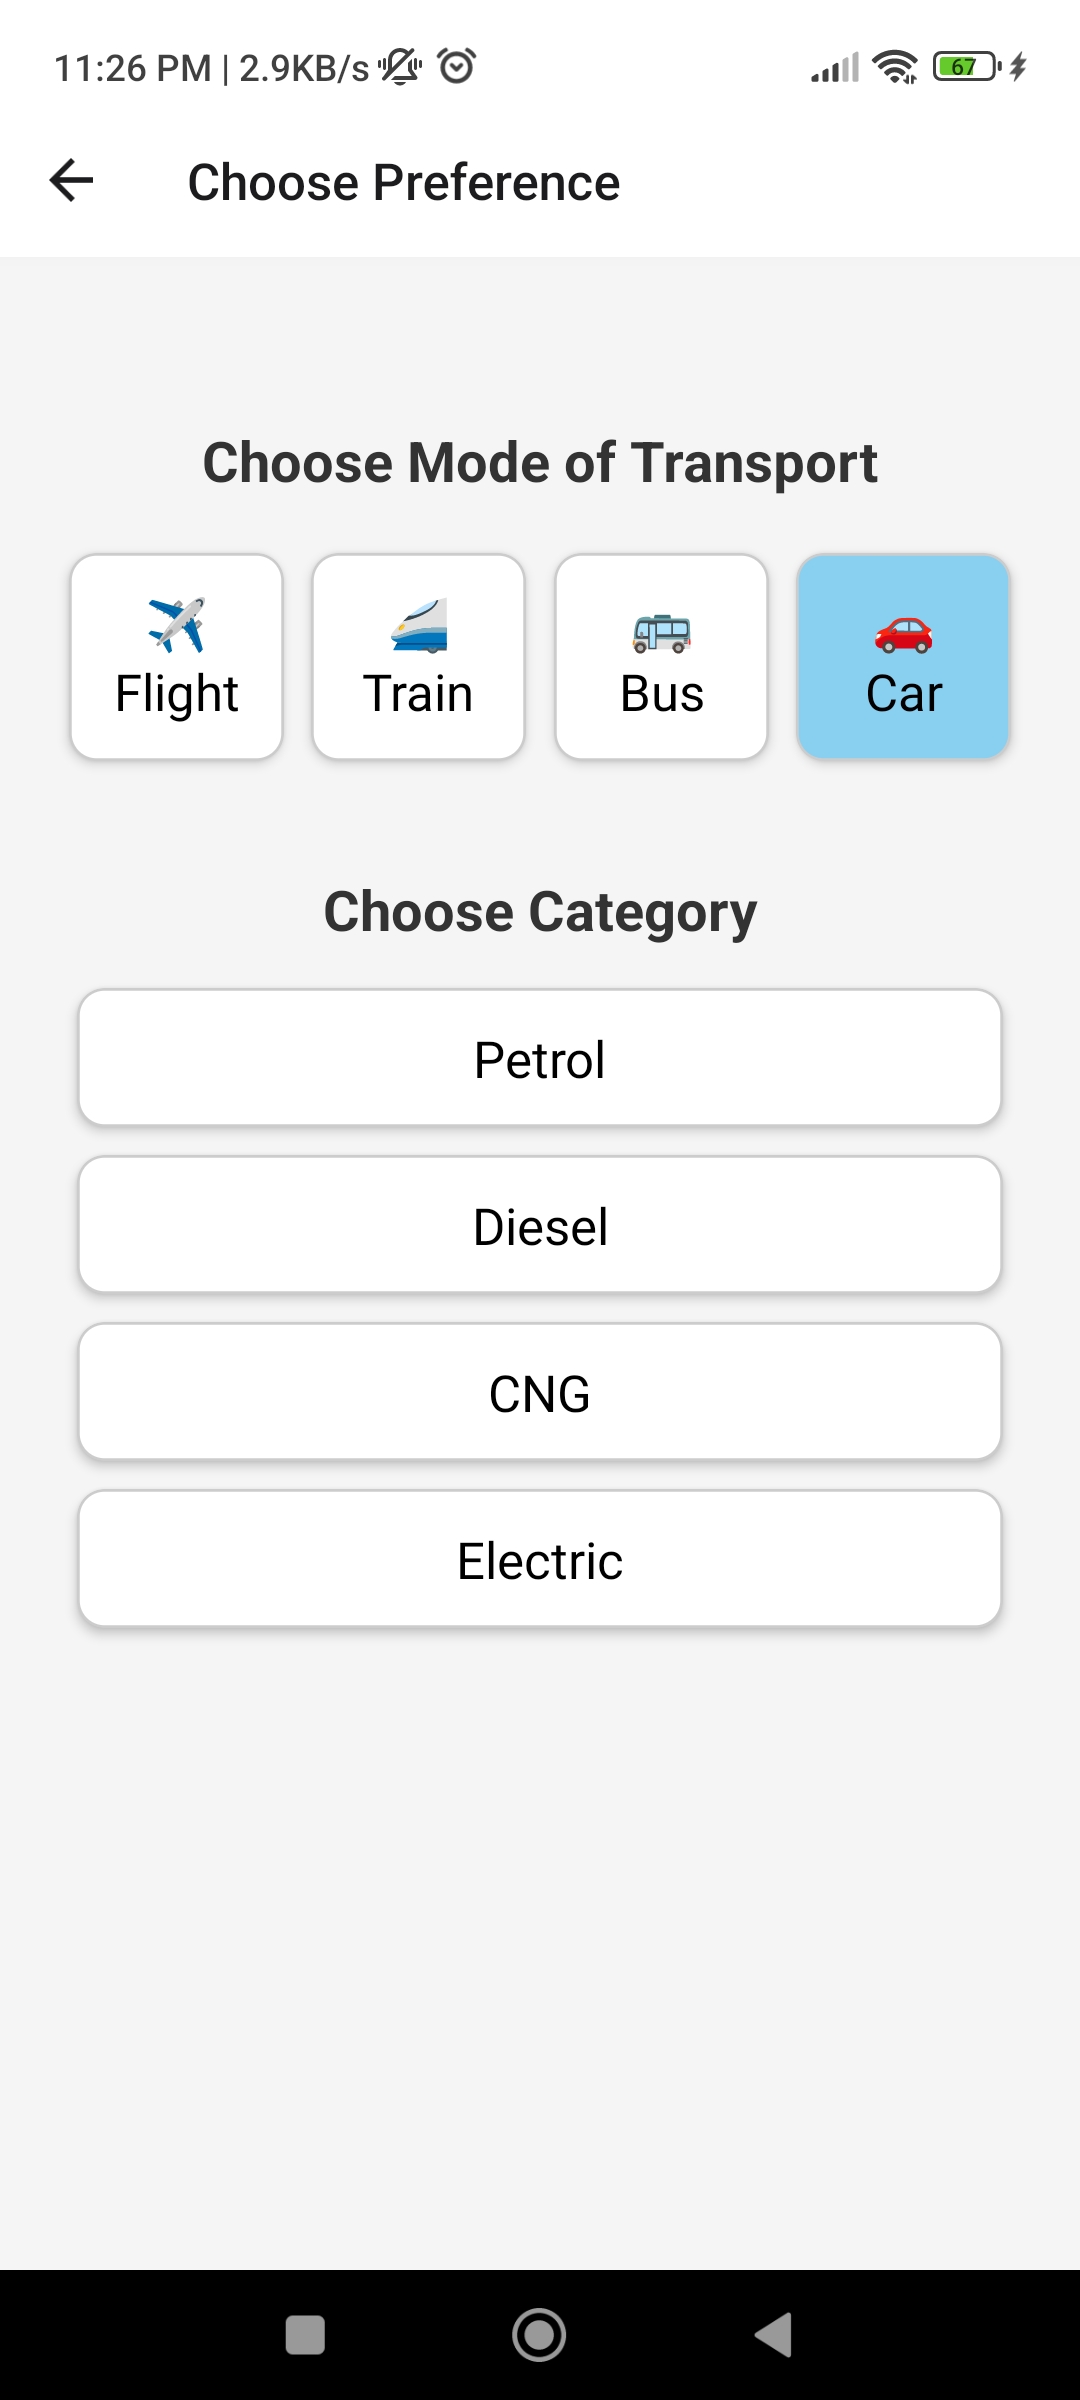 11:26 PM | 2.9KB/s
67
Choose Preference
Choose Mode of Transport
Flight Train Bus Car
Choose Category
Petrol
Diesel
CNG
Electric